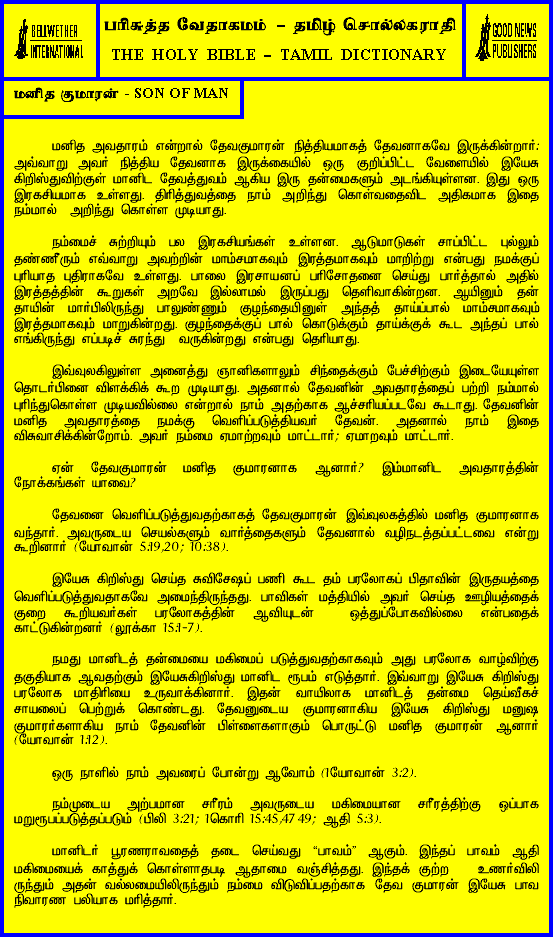 BELLWETHER
INTERNATIONAL
பரிசுத்த வேதாகமம் – தமிழ் சொல்லகராதி
THE HOLY BIBLE – TAMIL DICTIONARY
GOOD NEWS
PUBLISHERS
மனித குமாரன் - SON OF MAN
மனித அவதாரம் என்றால் தேவகுமாரன் நித்தியமாகத் தேவனாகவே இருக்கின்றார்:
அவ்வாறு அவர் நித்திய தேவனாக இருக்கையில் ஒரு குறிப்பிட்ட வேளையில் இயேசு
கிறிஸ்துவிற்குள் மானிட தேவத்துவம் ஆகிய இரு தன்மைகளும் அடங்கியுள்ளன. இது ஒரு
இரகசியமாக உள்ளது. திரித்துவத்தை நாம் அறிந்து கொள்வதைவிட அதிகமாக இதை
நம்மால் அறிந்து கொள்ள முடியாது.
நம்மைச் சுற்றியும் பல இரகசியங்கள் உள்ளன. ஆடுமாடுகள் சாப்பிட்ட புல்லும்
தண்ணீரும் எவ்வாறு அவற்றின் மாம்சமாகவும் இரத்தமாகவும் மாறிற்று என்பது நமக்குப்
புரியாத புதிராகவே உள்ளது. பாலை இரசாயனப் பரிசோதனை செய்து பார்த்தால் அதில்
இரத்தத்தின் கூறுகள் அறவே இல்லாமல் இருப்பது தெளிவாகின்றன. ஆயினும் தன்
தாயின் மார்பிலிருந்து பாலுண்ணும் குழந்தையினுள் அந்தத் தாய்ப்பால் மாம்சமாகவும்
இரத்தமாகவும் மாறுகின்றது. குழந்தைக்குப் பால் கொடுக்கும் தாய்க்குக் கூட அந்தப் பால்
எங்கிருந்து எப்படிச் சுரந்து வருகின்றது என்பது தெரியாது.
இவ்வுலகிலுள்ள அனைத்து ஞானிகளாலும் சிந்தைக்கும் பேச்சிற்கும் இடையேயுள்ள
தொடர்பினை விளக்கிக் கூற முடியாது. அதனால் தேவனின் அவதாரத்தைப் பற்றி நம்மால்
புரிந்துகொள்ள முடியவில்லை என்றால் நாம் அதற்காக ஆச்சரியப்படவே கூடாது. தேவனின்
மனித அவதாரத்தை நமக்கு வெளிப்படுத்தியவர் தேவன். அதனால் நாம் இதை
விசுவாசிக்கின்றோம். அவர் நம்மை ஏமாற்றவும் மாட்டார்; ஏமாறவும் மாட்டார்.
ஏன் தேவகுமாரன் மனித குமாரனாக ஆனார்? இம்மானிட அவதாரத்தின்
நோக்கங்கள் யாவை?
தேவனை வெளிப்படுத்துவதற்காகத் தேவகுமாரன் இவ்வுலகத்தில் மனித குமாரனாக
வந்தார். அவருடைய செயல்களும் வார்த்தைகளும் தேவனால் வழிநடத்தப்பட்டவை என்று
கூறினார் (யோவான் 5:19,20; 10:38).
இயேசு கிறிஸ்து செய்த சுவிசேஷப் பணி கூட தம் பரலோகப் பிதாவின் இருதயத்தை
வெளிப்படுத்துவதாகவே அமைந்திருந்தது. பாவிகள் மத்தியில் அவர் செய்த ஊழியத்தைக்
குறை கூறியவர்கள் பரலோகத்தின் ஆவியுடன் ஒத்துப்போகவில்லை என்பதைக்
காட்டுகின்றனர் (லூக்கா 15:1-7).
நமது மானிடத் தன்மையை மகிமைப் படுத்துவதற்காகவும் அது பரலோக வாழ்விற்கு
தகுதியாக ஆவதற்கும் இயேசுகிறிஸ்து மானிட ரூபம் எடுத்தார். இவ்வாறு இயேசு கிறிஸ்து
பரலோக மாதிரியை உருவாக்கினார். இதன் வாயிலாக மானிடத் தன்மை தெய்வீகச்
சாயலைப் பெற்றுக் கொண்டது. தேவனுடைய குமாரனாகிய இயேசு கிறிஸ்து மனுஷ
குமாரர்களாகிய நாம் தேவனின் பிள்ளைகளாகும் பொருட்டு மனித குமாரன் ஆனார்
(யோவான் 1:12).
ஒரு நாளில் நாம் அவரைப் போன்று ஆவோம் (1யோவான் 3:2).
நம்முடைய அற்பமான சரீரம் அவருடைய மகிமையான சரீரத்திற்கு ஒப்பாக
மறுரூபப்படுத்தப்படும் (பிலி 3:21; 1கொரி 15:45,47 49; ஆதி 5:3).
மானிடர் பூரணராவதைத் தடை செய்வது “பாவம்” ஆகும். இந்தப் பாவம் ஆதி
மகிமையைக் காத்துக் கொள்ளாதபடி ஆதாமை வஞ்சித்தது. இந்தக் குற்ற உணர்விலி
ருந்தும் அதன் வல்லமையிலிருந்தும் நம்மை விடுவிப்பதற்காக தேவ குமாரன் இயேசு பாவ
நிவாரண பலியாக மரித்தார்.